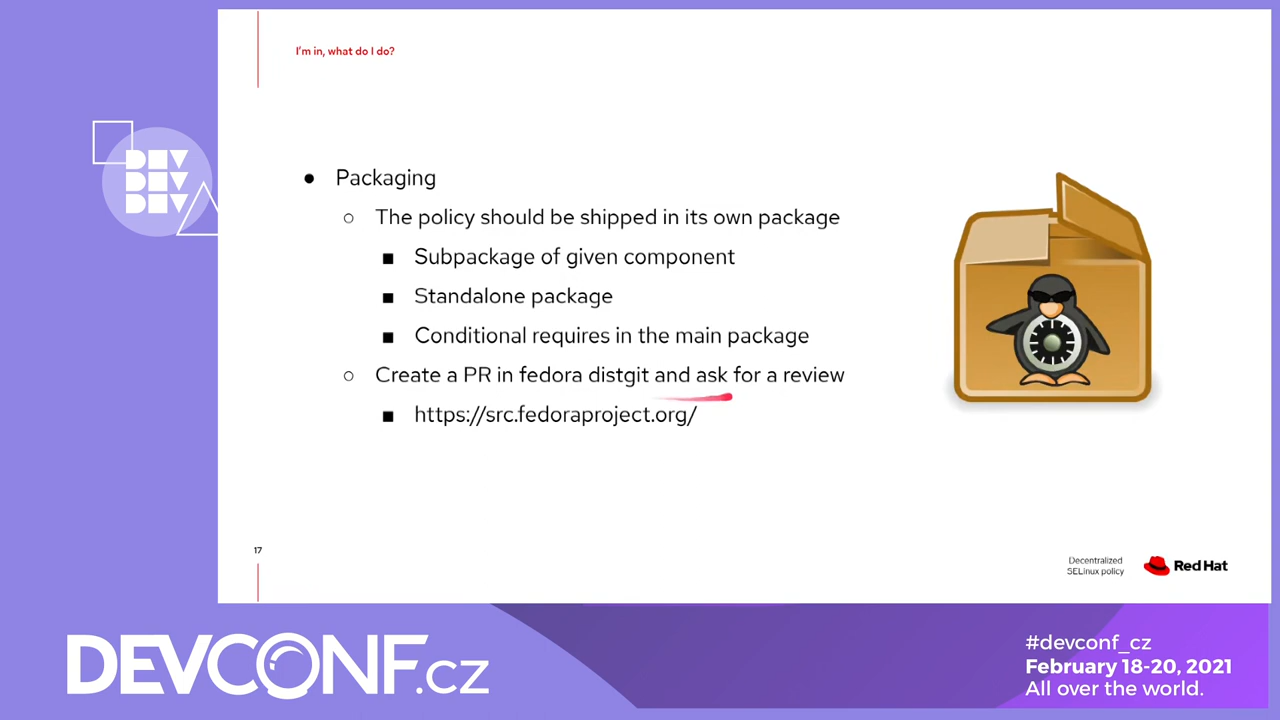 I'm in, what do I do?
DEV
DEV
DEV
● Packaging
○ The policy should be shipped in its own package
■ Subpackage of given component
■ Standalone package
■ Conditional requires in the main package
○ Create a PR in fedora distgit and ask for a review
■ https://src.fedoraproject.org/
17
Decentralized
SELinux policy
Red Hat
DEVCONF.cz
#devconf_cz
February 18-20, 2021
All over the world.